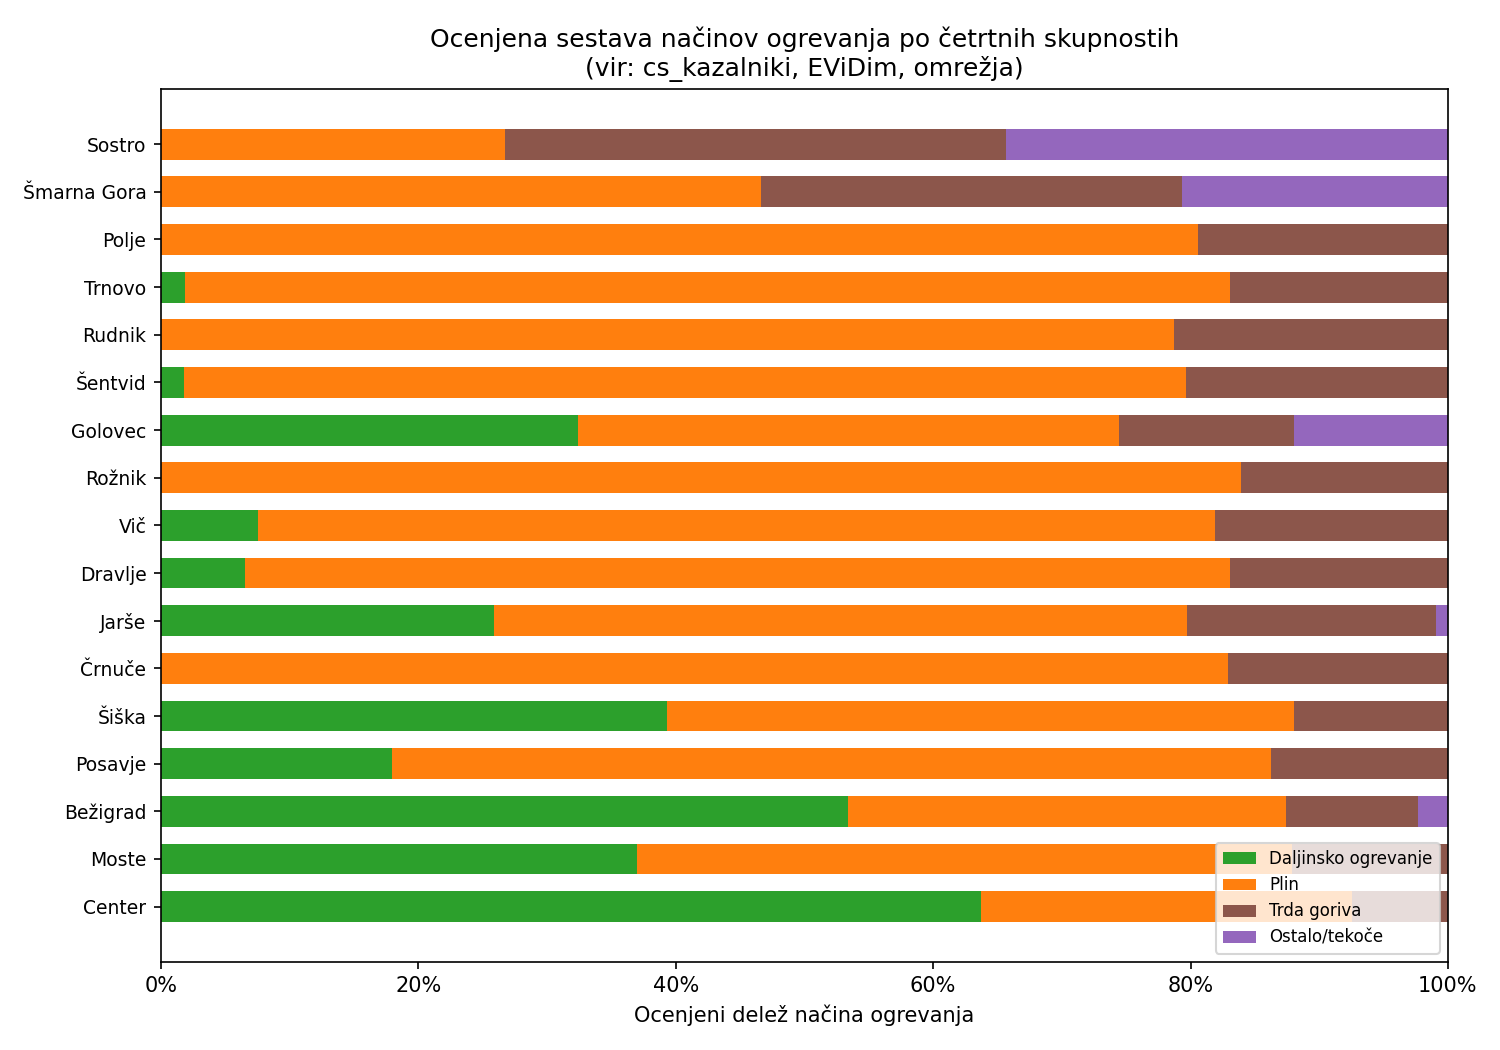 Ocenjena sestava načinov ogrevanja po četrtnih skupnostih
(vir: cs_kazalniki, EViDim, omrežja)
Sostro
Šmarna Gora
Polje
Trnovo
Rudnik
Šentvid
Golovec
Rožnik
Vič
Dravlje
Jarše
Črnuče
Šiška
Posavje
Bežigrad
Moste
Center
Daljinsko ogrevanje
Plin
Trda goriva
Ostalo/tekoče
0% 20% 40% 60% 80% 100%
Ocenjeni delež načina ogrevanja